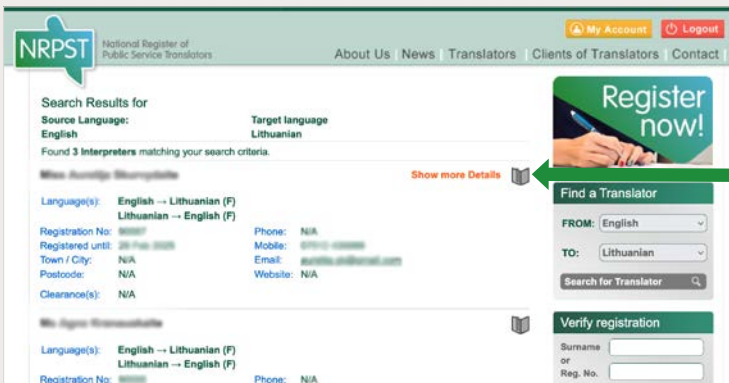 NRPST
National Register of
Public Service Translators
My Account
Logout
About Us | News | Translators | Clients of Translators | Contact |
Search Results for
Source Language: Target language
English Lithuanian
Found 3 Interpreters matching your search criteria.
Show more Details
Language(s): English → Lithuanian (F)
Lithuanian → English (F)
Registration No: Phone: N/A
Registered until: Mobile:
Town / City: N/A Email:
Postcode: N/A Website: N/A
Clearance(s): N/A
Language(s): English → Lithuanian (F)
Lithuanian → English (F)
Registration No: Phone: N/A
Register
now!
Find a Translator
FROM: English
TO: Lithuanian
Search for Translator
Verify registration
Surname
or
Reg. No.